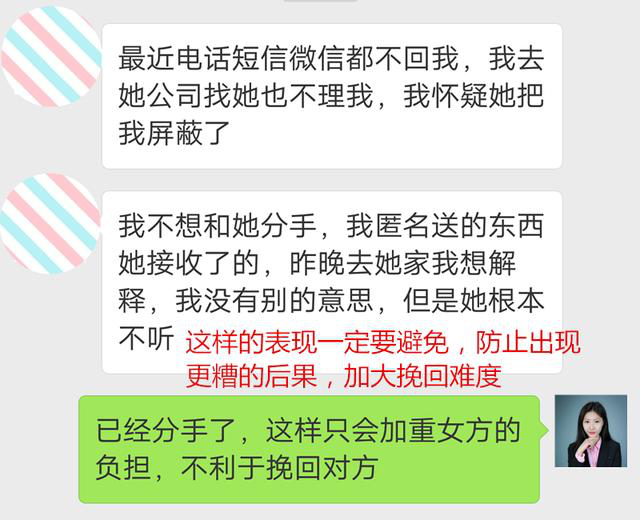 最近电话短信微信都不回我，我去
她公司找她也不理我，我怀疑她把
我屏蔽了
我不想和她分手，我匿名送的东西
她接收了的，昨晚去她家我想解
释，我没有别的意思，但是她根本
不听
这样的表现一定要避免，防止出现
更糟的后果，加大挽回难度
已经分手了，这样只会加重女方的
负担，不利于挽回对方